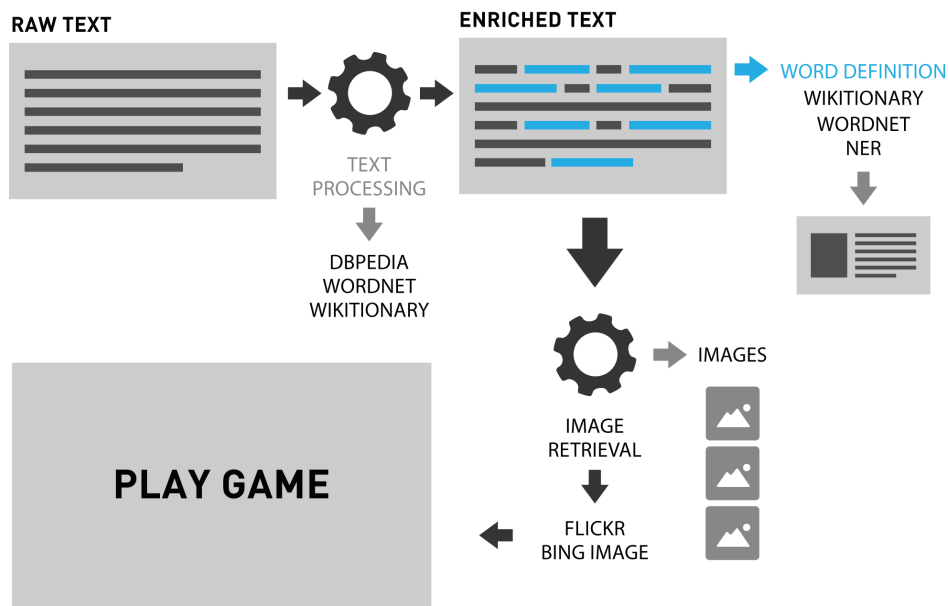 RAW TEXT
ENRICHED TEXT
TEXT
PROCESSING
DBPEDIA
WORDNET
WIKITIONARY
WORD DEFINITION
WIKITIONARY
WORDNET
NER
IMAGES
IMAGE
RETRIEVAL
FLICKR
BING IMAGE
PLAY GAME